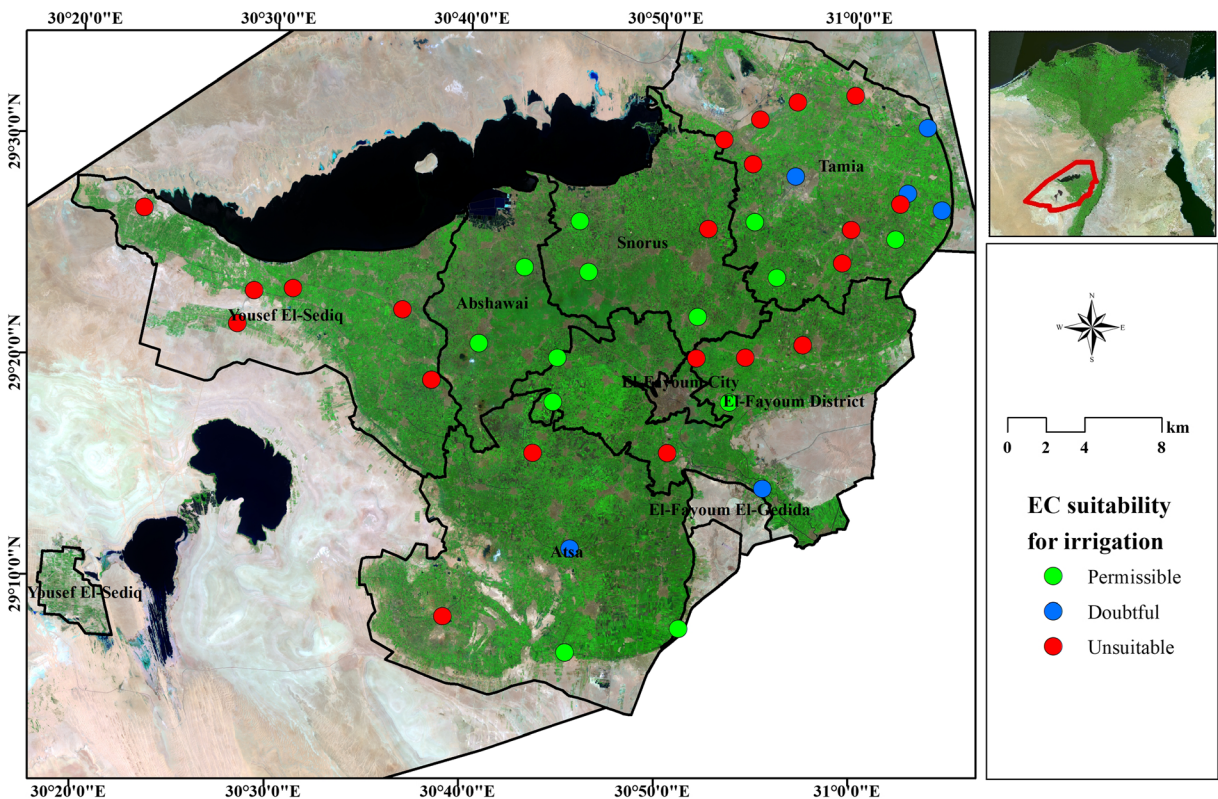 30°20'0"E 30°30'0"E 30°40'0"E 30°50'0"E 31°0'0"E
29°30'0"N
29°20'0"N
29°10'0"N
Tamia
Snorus
Abshawai
Yousef El-Sediq
El-Fayoum City
El-Fayoum District
El-Fayoum El-Gedida
Atsa
Yousef El-Sediq
30°20'0"E 30°30'0"E 30°40'0"E 30°50'0"E 31°0'0"E
N
W E
S
km
0 2 4 8
EC suitability
for irrigation
Permissible
Doubtful
Unsuitable